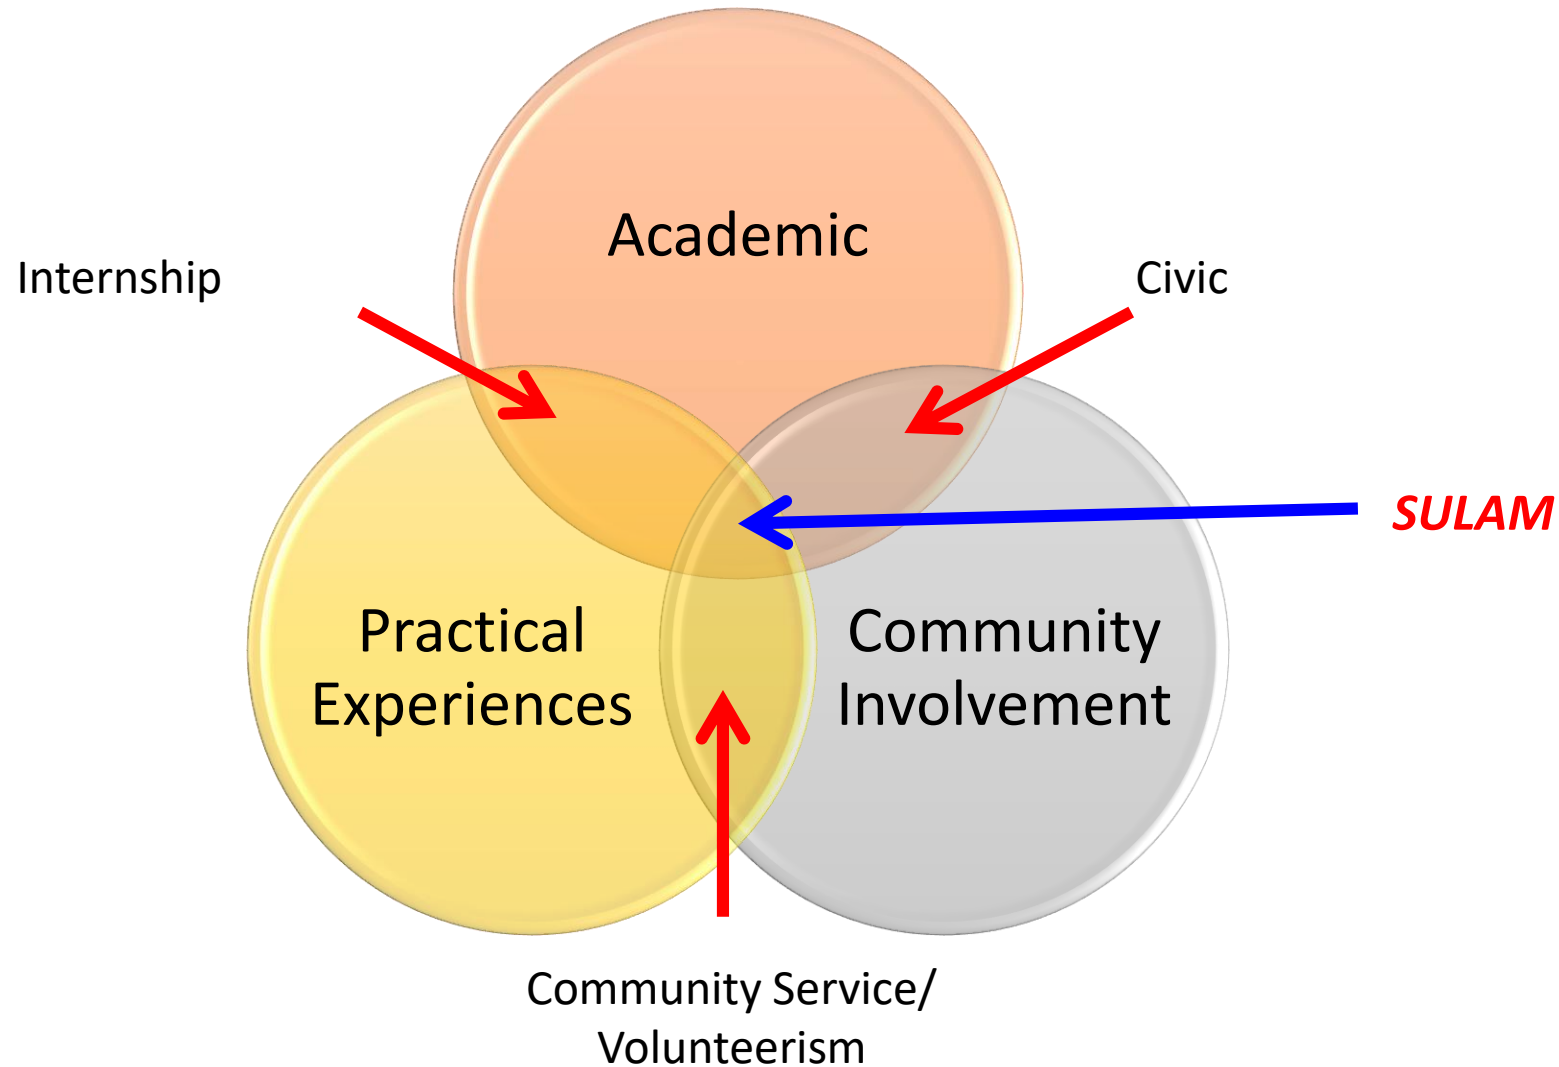 Academic
Internship
Civic
SULAM
Practical
Experiences
Community
Involvement
Community Service/
Volunteerism